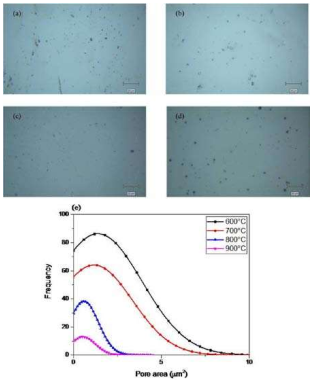 (a)
(b)
(c)
(d)
(e)
600°C
700°C
800°C
900°C
100
80
60
40
20
0
Frequency
0
5
10
Pore area (μm²)